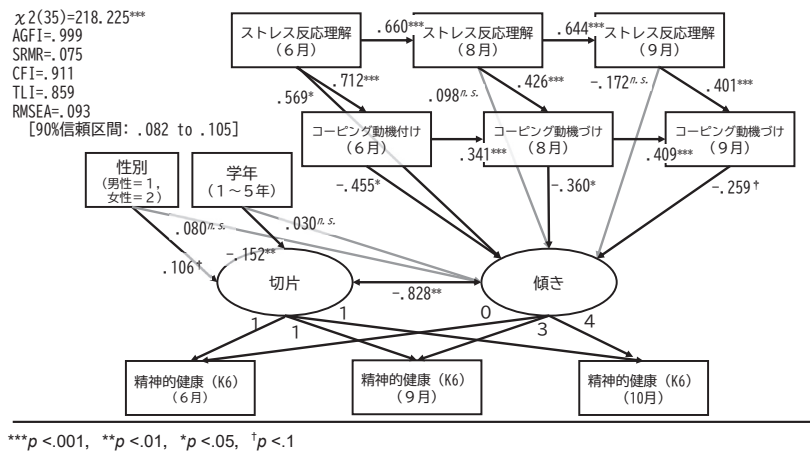 χ2(35)=218.225***
AGFI=.999
SRMR=.075
CFI=.911
TLI=.859
RMSEA=.093
[90%信頼区間: .082 to .105]
ストレス反応理解
(6月)
.660***
ストレス反応理解
(8月)
.644***
ストレス反応理解
(9月)
.712***
.569*
.426***
.098n.s.
-.172n.s.
.401***
コーピング動機付け
(6月)
.341***
コーピング動機づけ
(8月)
.409***
コーピング動機づけ
(9月)
性別
(男性=1,
女性=2)
学年
(1~5年)
-.455*
-.360*
-.259†
.080n.s.
.030n.s.
.106†
-.152**
切片
-.828**
傾き
1
1
1
0
3
4
精神的健康(K6)
(6月)
精神的健康(K6)
(9月)
精神的健康(K6)
(10月)
***p <.001, **p <.01, *p <.05, †p <.1